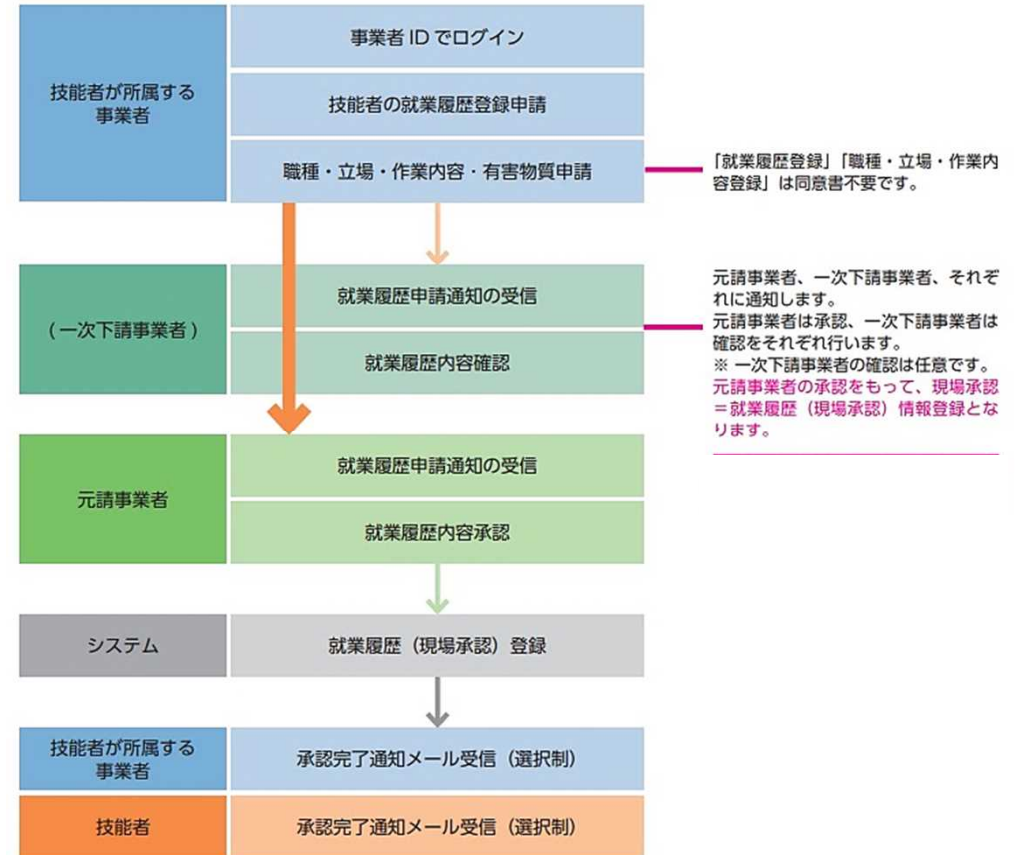 技能者が所属する
事業者
事業者 ID でログイン
技能者の就業履歴登録申請
職種・立場・作業内容・有害物質申請
「就業履歴登録」「職種・立場・作業内
容登録」は同意書不要です。
(一次下請事業者)
就業履歴申請通知の受信
就業履歴内容確認
元請事業者、一次下請事業者、それぞ
れに通知します。
元請事業者は承認、一次下請事業者は
確認をそれぞれ行います。
※ 一次下請事業者の確認は任意です。
元請事業者の承認をもって、現場承認
＝就業履歴（現場承認）情報登録とな
ります。
元請事業者
就業履歴申請通知の受信
就業履歴内容承認
システム
就業履歴（現場承認）登録
技能者が所属する
事業者
承認完了通知メール受信（選択制）
技能者
承認完了通知メール受信（選択制）